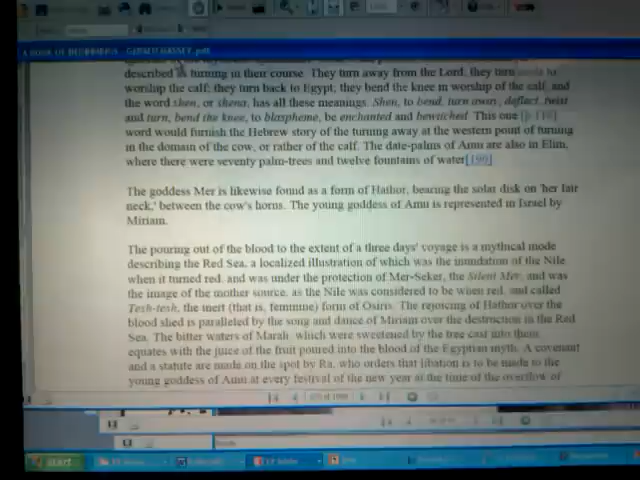 A BOOK OF BEGINNINGS - GERALD MASSEY.pdf
described as turning in their course. They turn away from the Lord; they turn aside to
worship the calf; they turn back to Egypt; they bend the knee in worship of the calf; and
the word shen, or shena, has all these meanings. Shen, to bend, turn away, deflect, twist
and turn, bend the knee, to blaspheme, be enchanted and bewitched. This one
word would furnish the Hebrew story of the turning away at the western point of turning
in the domain of the cow, or rather of the calf. The date-palms of Amu are also in Elim,
where there were seventy palm-trees and twelve fountains of water[190]
The goddess Mer is likewise found as a form of Hathor, bearing the solar disk on 'her fair
neck,' between the cow's horns. The young goddess of Amu is represented in Israel by
Miriam.
The pouring out of the blood to the extent of a three days' voyage is a mythical mode
describing the Red Sea, a localized illustration of which was the inundation of the Nile
when it turned red, and was under the protection of Mer-Seker, the Silent Mer, and was
the image of the mother source, as the Nile was considered to be when red, and called
Tesh-tesh, the inert (that is, feminine) form of Osiris. The rejoicing of Hathor over the
blood shed is paralleled by the song and dance of Miriam over the destruction in the Red
Sea. The bitter waters of Marah, which were sweetened by the tree cast into them,
equates with the juice of the fruit poured into the blood of the Egyptian myth. A covenant
and a statute are made on the spot by Ra, who orders that libation is to be made to the
young goddess of Amu at every festival of the new year at the time of the overflow of
start